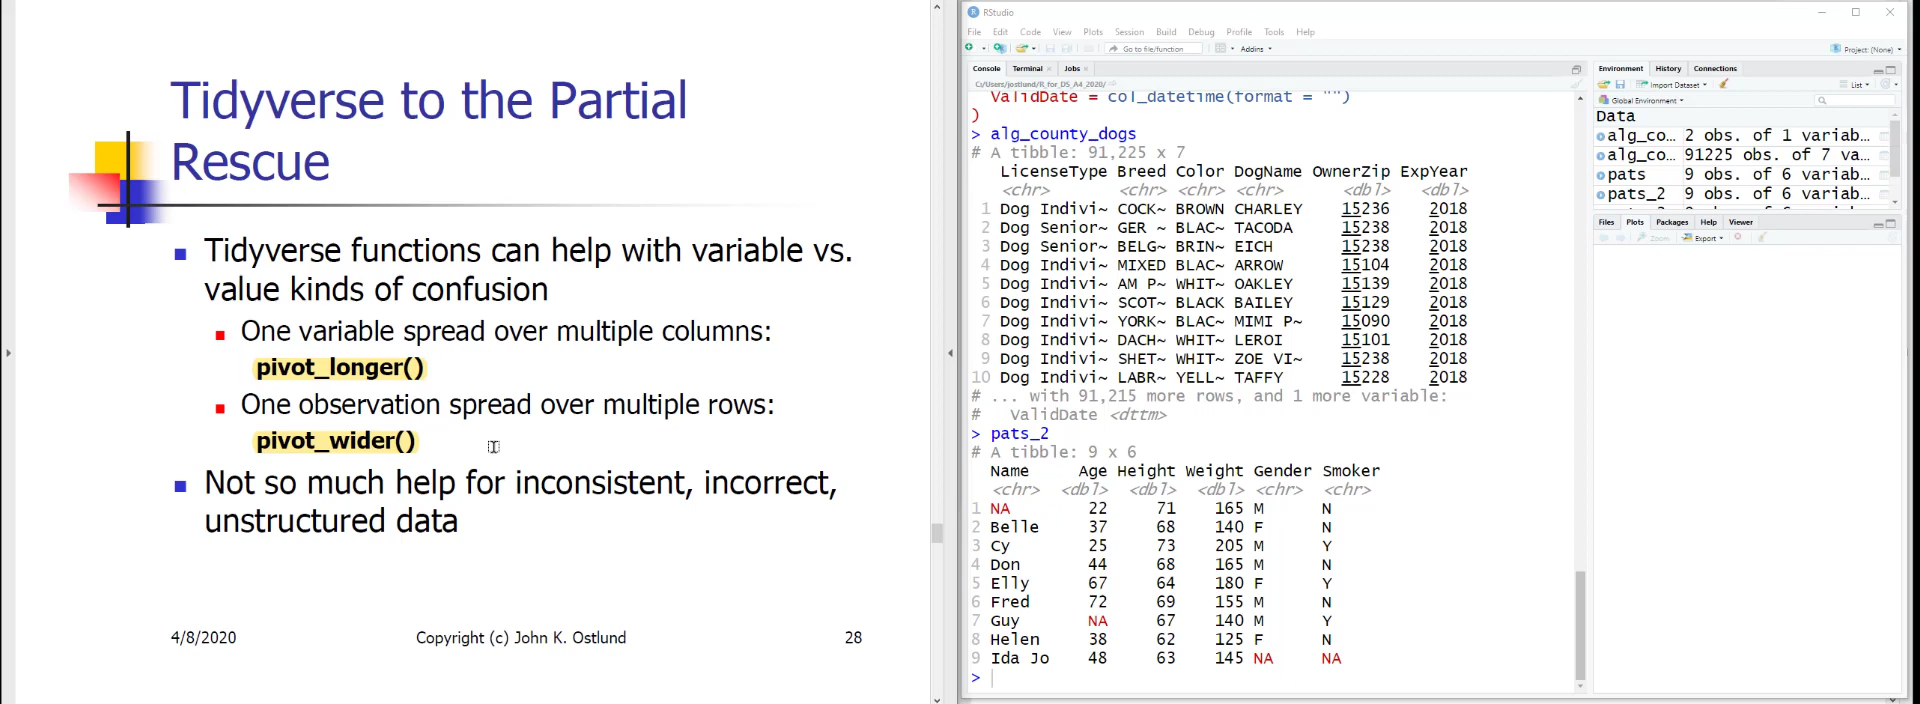 Tidyverse to the Partial
Rescue
Tidyverse functions can help with variable vs.
value kinds of confusion
One variable spread over multiple columns:
pivot_longer()
One observation spread over multiple rows:
pivot_wider()
Not so much help for inconsistent, incorrect,
unstructured data
4/8/2020 Copyright (c) John K. Ostlund 28
RStudio
File Edit Code View Plots Session Build Debug Profile Tools Help
Go to file/function Addins Project: (None)
Console Terminal Jobs
C:/Users/jostlund/R_for_DS_A4_2020/
ValidDate = col_datetime(format = "")
)
> alg_county_dogs
# A tibble: 91,225 x 7
LicenseType Breed Color DogName OwnerZip ExpYear
<chr> <chr> <chr> <chr> <dbl> <dbl>
1 Dog Indivi~ COCK~ BROWN CHARLEY 15236 2018
2 Dog Senior~ GER ~ BLAC~ TACODA 15238 2018
3 Dog Senior~ BELG~ BRIN~ EICH 15238 2018
4 Dog Indivi~ MIXED BLAC~ ARROW 15104 2018
5 Dog Indivi~ AM P~ WHIT~ OAKLEY 15139 2018
6 Dog Indivi~ SCOT~ BLACK BAILEY 15129 2018
7 Dog Indivi~ YORK~ BLAC~ MIMI P~ 15090 2018
8 Dog Indivi~ DACH~ WHIT~ LEROI 15101 2018
9 Dog Indivi~ SHET~ WHIT~ ZOE VI~ 15238 2018
10 Dog Indivi~ LABR~ YELL~ TAFFY 15228 2018
# ... with 91,215 more rows, and 1 more variable:
# ValidDate <dttm>
> pats_2
# A tibble: 9 x 6
Name Age Height Weight Gender Smoker
<chr> <dbl> <dbl> <dbl> <chr> <chr>
1 NA 22 71 165 M N
2 Belle 37 68 140 F N
3 Cy 25 73 205 M Y
4 Don 44 68 165 M N
5 Elly 67 64 180 F Y
6 Fred 72 69 155 M N
7 Guy NA 67 140 M Y
8 Helen 38 62 125 F N
9 Ida Jo 48 63 145 NA NA
>
Environment History Connections
Import Dataset List
Global Environment
Data
alg_co... 2 obs. of 1 variab...
alg_co... 91225 obs. of 7 va...
pats 9 obs. of 6 variab...
pats_2 9 obs. of 6 variab...
Files Plots Packages Help Viewer
Zoom Export